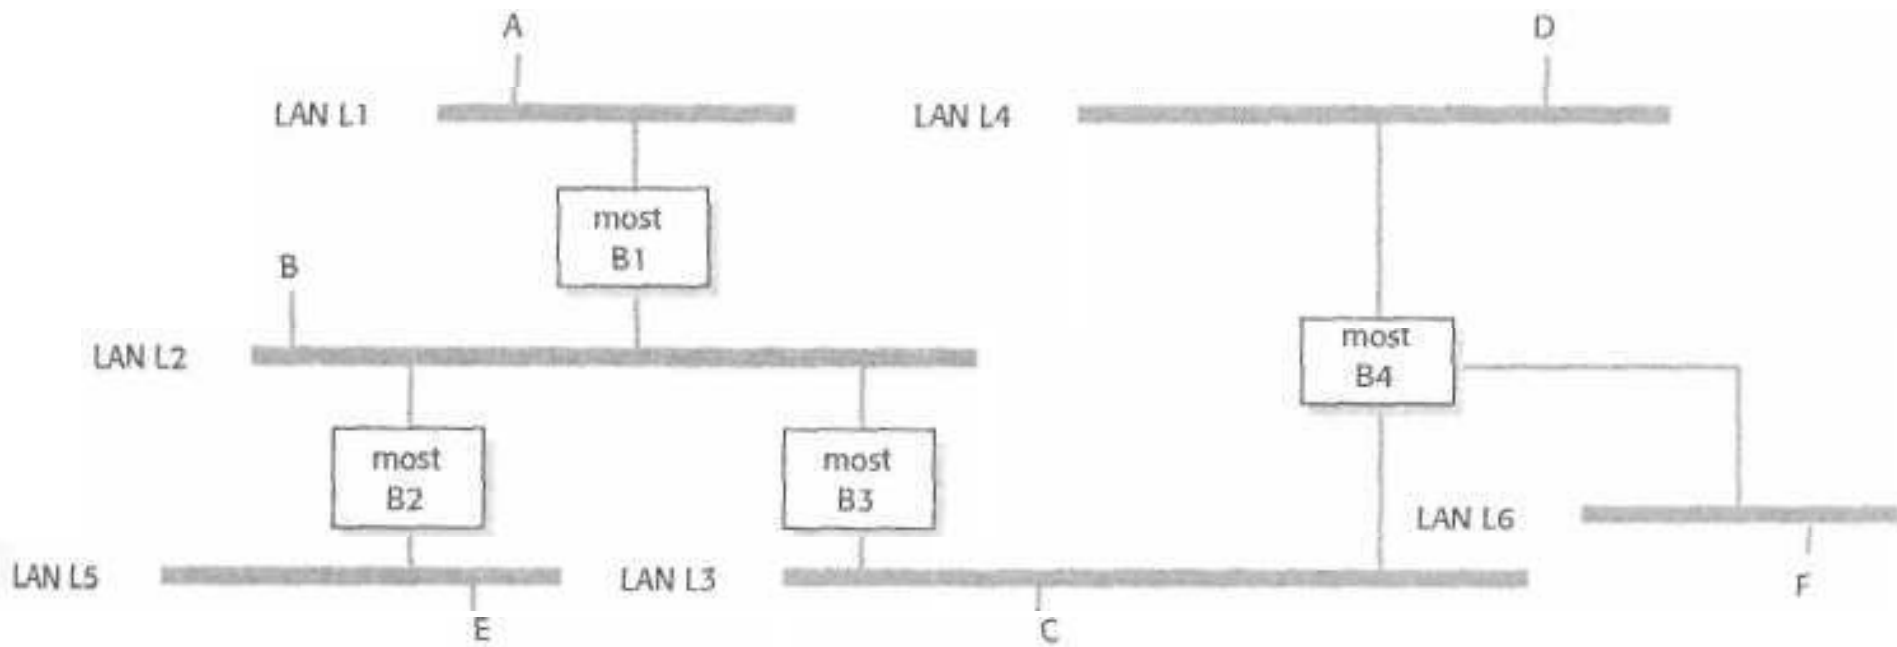 A
D
LAN L1
LAN L4
most
B1
B
LAN L2
most
B4
most
B2
most
B3
LAN L6
LAN L5
LAN L3
F
E
C